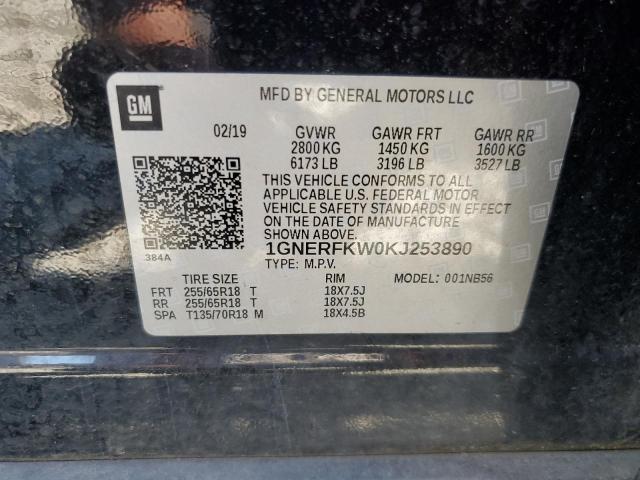 GM
MFD BY GENERAL MOTORS LLC
02/19 GVWR GAWR FRT GAWR RR
2800 KG 1450 KG 1600 KG
6173 LB 3196 LB 3527 LB
THIS VEHICLE CONFORMS TO ALL
APPLICABLE U.S. FEDERAL MOTOR
VEHICLE SAFETY STANDARDS IN EFFECT
ON THE DATE OF MANUFACTURE
SHOWN ABOVE.
1GNERFKW0KJ253890
384A TYPE: M.P.V.
TIRE SIZE RIM MODEL: 001NB56
FRT 255/65R18 T 18X7.5J
RR 255/65R18 T 18X7.5J
SPA T135/70R18 M 18X4.5B